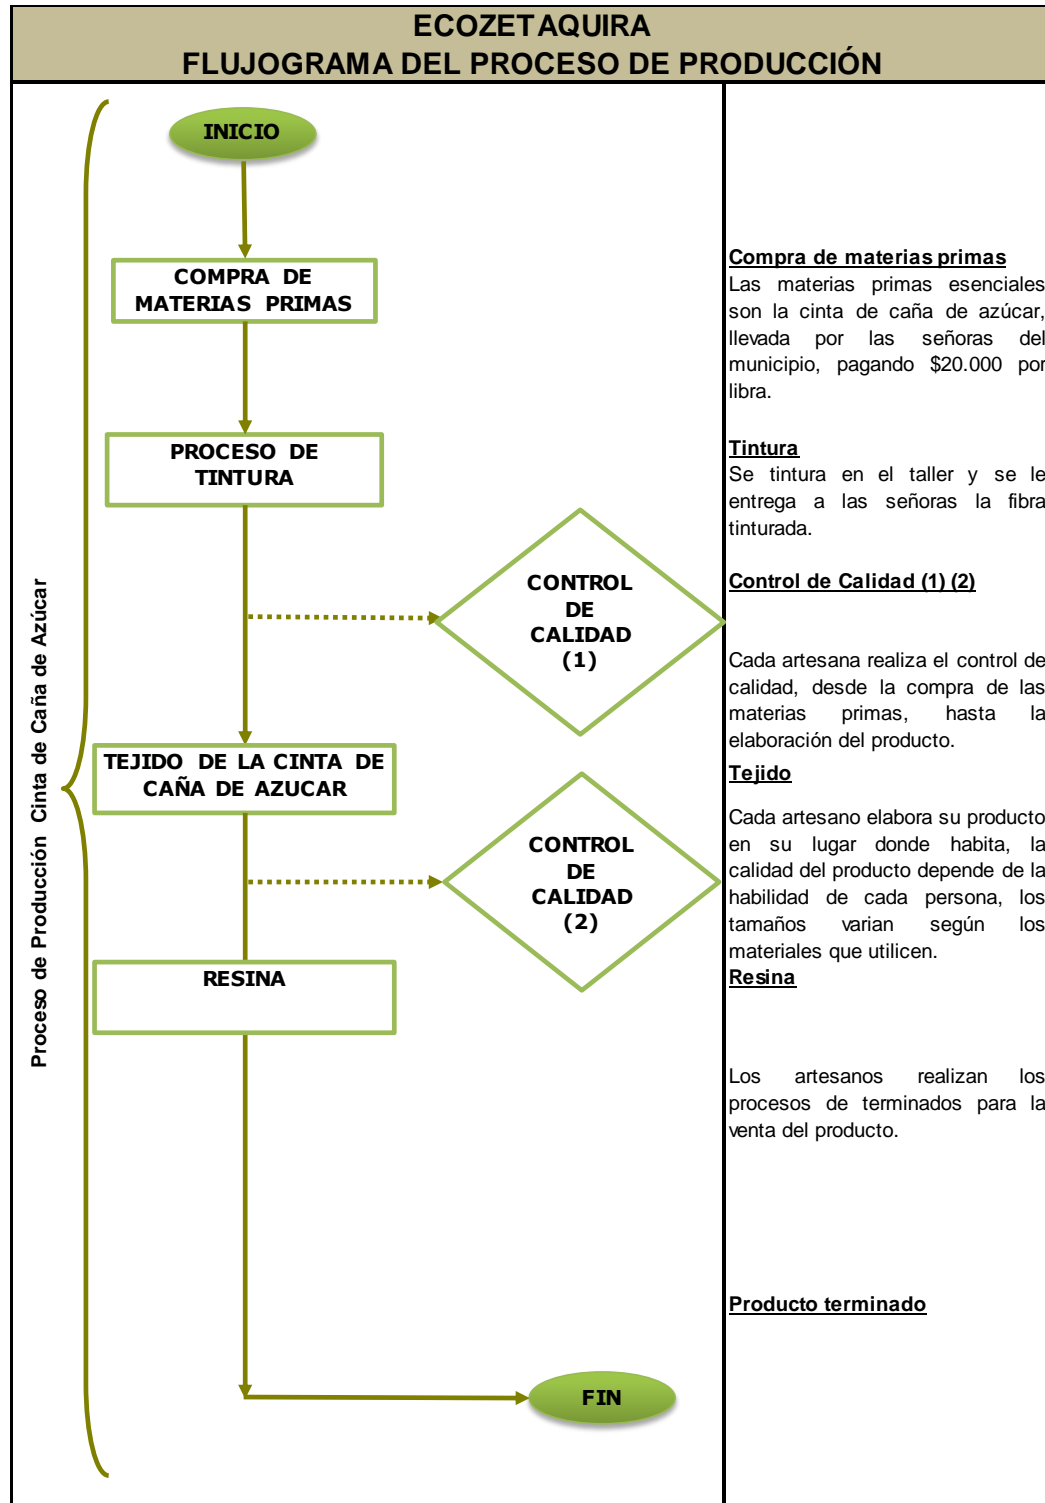 ECOZETAQUIRA
FLUJOGRAMA DEL PROCESO DE PRODUCCIÓN
Proceso de Producción Cinta de Caña de Azúcar
INICIO
COMPRA DE
MATERIAS PRIMAS
PROCESO DE
TINTURA
CONTROL
DE
CALIDAD
(1)
TEJIDO DE LA CINTA DE
CAÑA DE AZUCAR
CONTROL
DE
CALIDAD
(2)
RESINA
FIN
Compra de materias primas
Las materias primas esenciales
son la cinta de caña de azúcar,
llevada por las señoras del
municipio, pagando $20.000 por
libra.
Tintura
Se tintura en el taller y se le
entrega a las señoras la fibra
tinturada.
Control de Calidad (1) (2)
Cada artesana realiza el control de
calidad, desde la compra de las
materias primas, hasta la
elaboración del producto.
Tejido
Cada artesano elabora su producto
en su lugar donde habita, la
calidad del producto depende de la
habilidad de cada persona, los
tamaños varian según los
materiales que utilicen.
Resina
Los artesanos realizan los
procesos de terminados para la
venta del producto.
Producto terminado